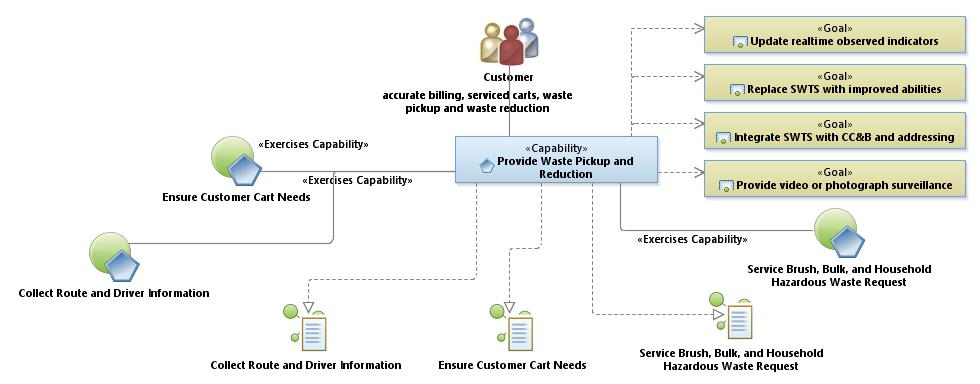 Customer
accurate billing, serviced carts, waste
pickup and waste reduction
«Goal»
Update realtime observed indicators
«Goal»
Replace SWTS with improved abilities
«Goal»
Integrate SWTS with CC&B and addressing
«Goal»
Provide video or photograph surveillance
«Capability»
Provide Waste Pickup and
Reduction
«Exercises Capability»
«Exercises Capability»
Ensure Customer Cart Needs
Collect Route and Driver Information
«Exercises Capability»
Service Brush, Bulk, and Household
Hazardous Waste Request
Collect Route and Driver Information
Ensure Customer Cart Needs
Service Brush, Bulk, and Household
Hazardous Waste Request